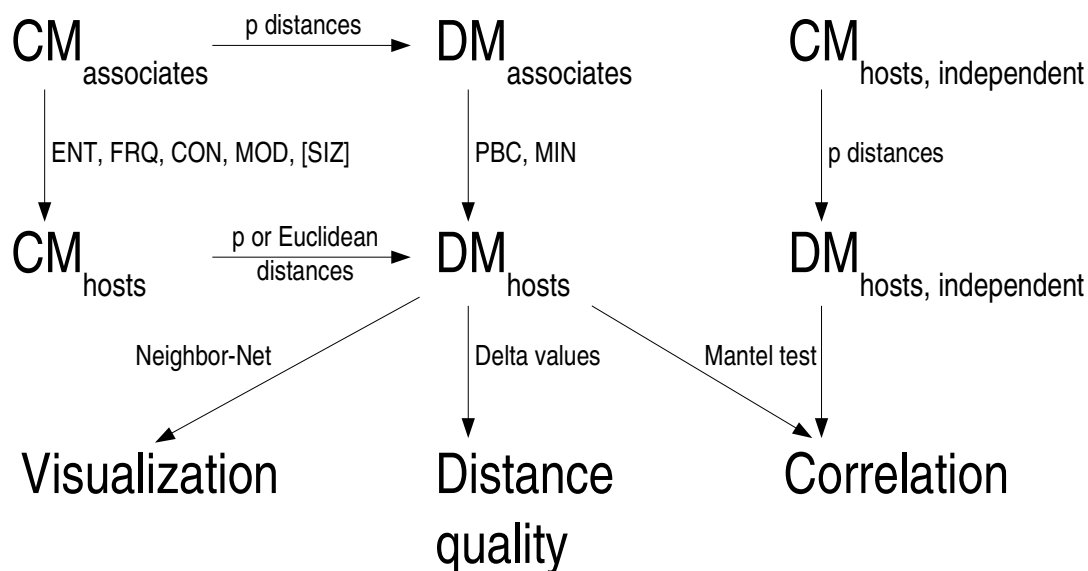 CM associates
p distances
DM associates
CM hosts, independent
ENT, FRQ, CON, MOD, [SIZ]
PBC, MIN
p distances
CM hosts
p or Euclidean
distances
DM hosts
DM hosts, independent
Neighbor-Net
Delta values
Mantel test
Visualization
Distance
quality
Correlation